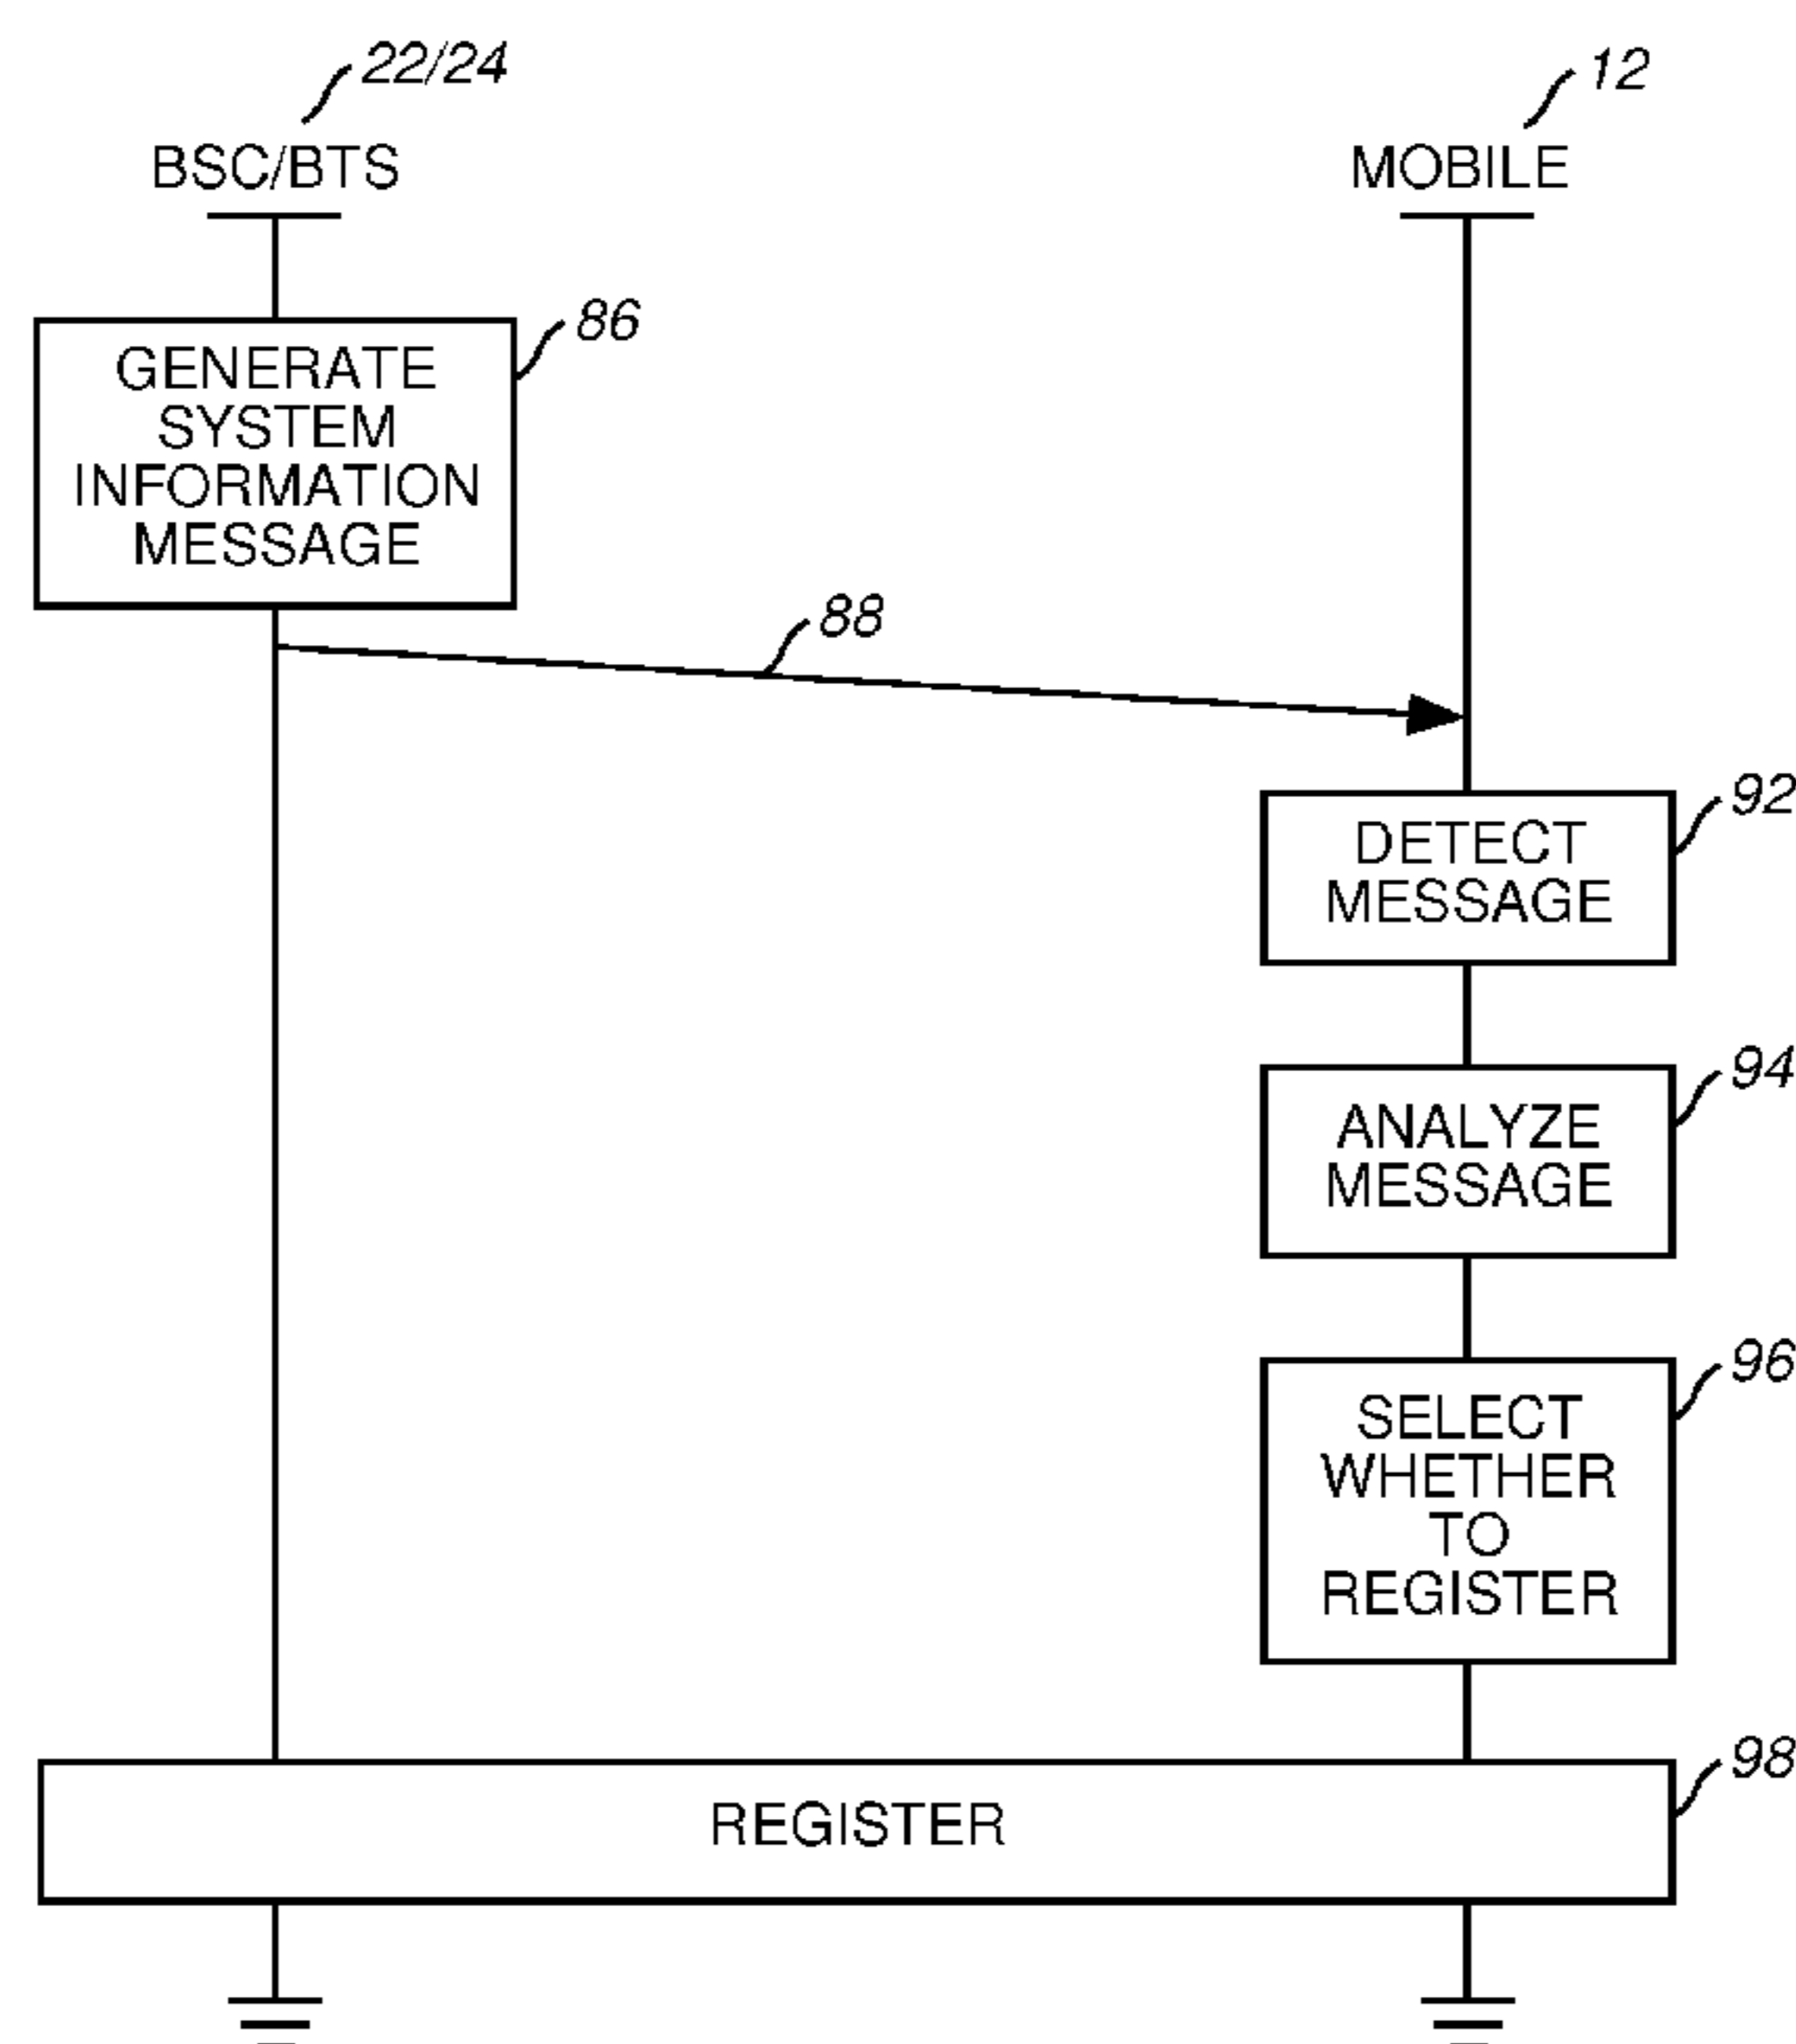 22/24
12
BSC/BTS
MOBILE
86
GENERATE
SYSTEM
INFORMATION
MESSAGE
88
92
DETECT
MESSAGE
94
ANALYZE
MESSAGE
96
SELECT
WHETHER
TO
REGISTER
98
REGISTER